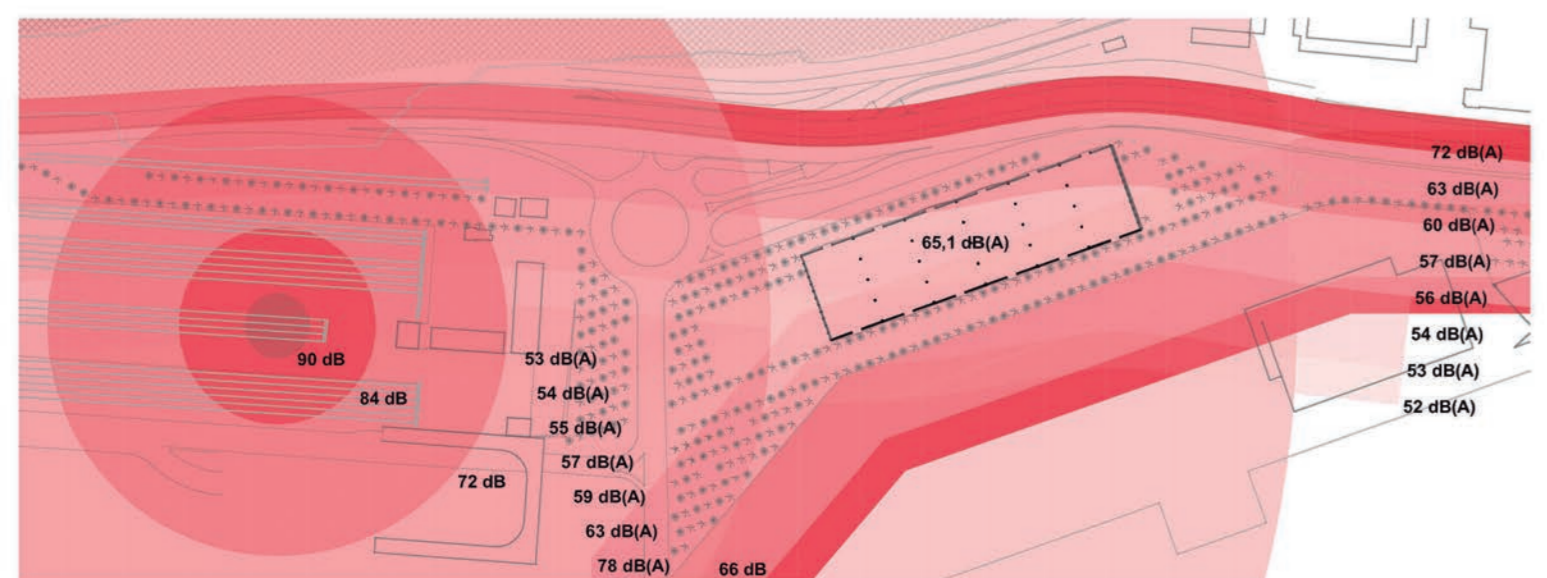 72 dB(A)
63 dB(A)
60 dB(A)
65,1 dB(A)
57 dB(A)
56 dB(A)
54 dB(A)
53 dB(A)
52 dB(A)
90 dB
84 dB
72 dB
53 dB(A)
54 dB(A)
55 dB(A)
57 dB(A)
59 dB(A)
63 dB(A)
78 dB(A)
66 dB